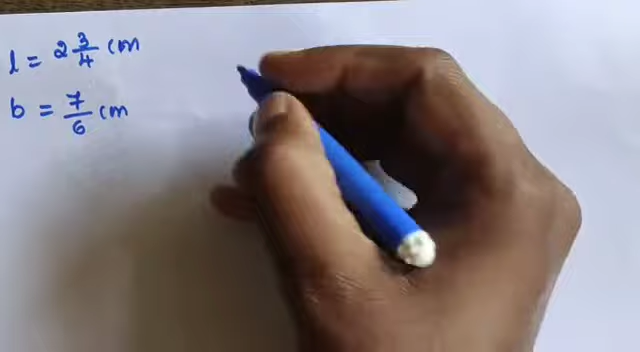 l = 2 3/4 cm
b = 7/6 cm